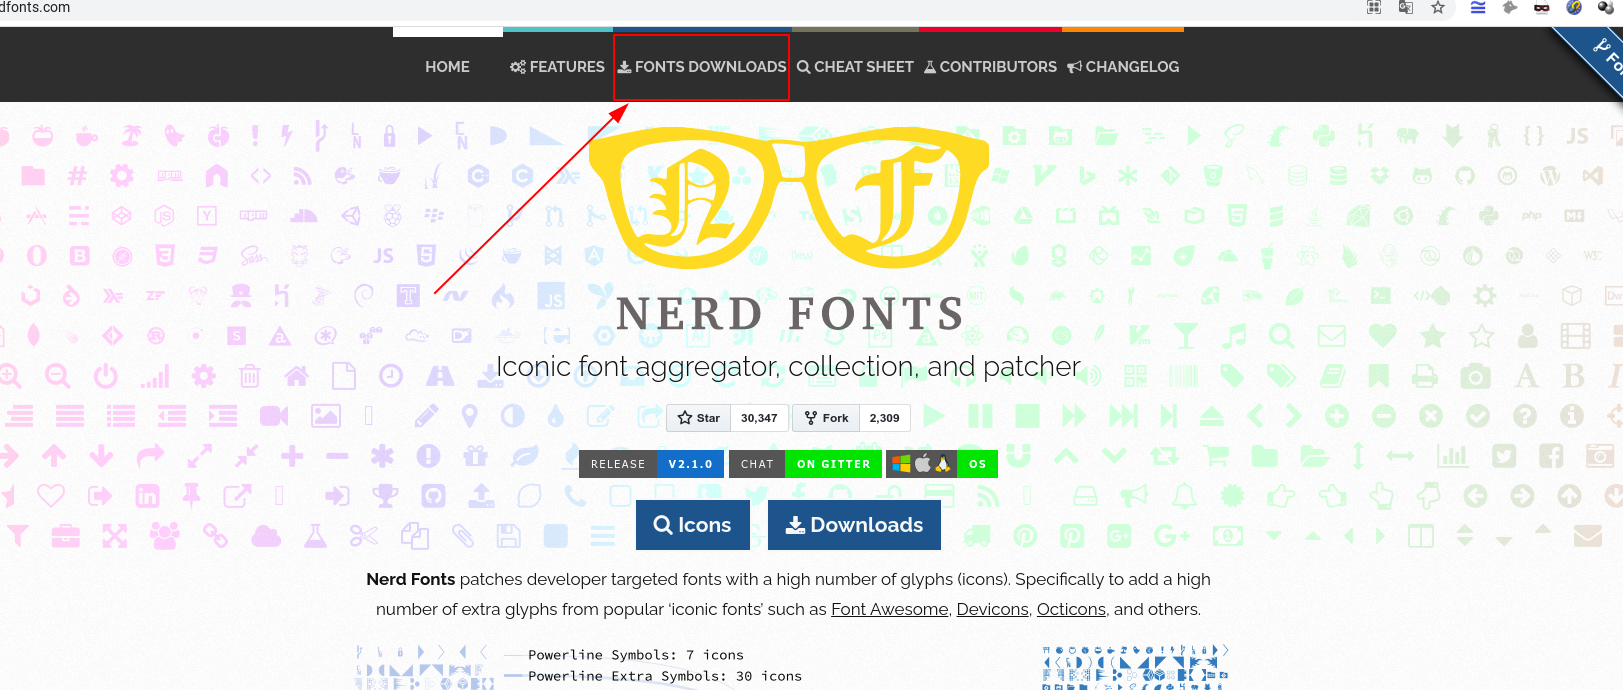 dfonts.com
HOME FEATURES FONTS DOWNLOADS CHEAT SHEET CONTRIBUTORS CHANGELOG
N F
NERD FONTS
Iconic font aggregator, collection, and patcher
Star 30,347 Fork 2,309
RELEASE V2.1.0 CHAT ON GITTER OS
Icons Downloads
Nerd Fonts patches developer targeted fonts with a high number of glyphs (icons). Specifically to add a high
number of extra glyphs from popular ‘iconic fonts’ such as Font Awesome, Devicons, Octicons, and others.
Powerline Symbols: 7 icons
Powerline Extra Symbols: 30 icons